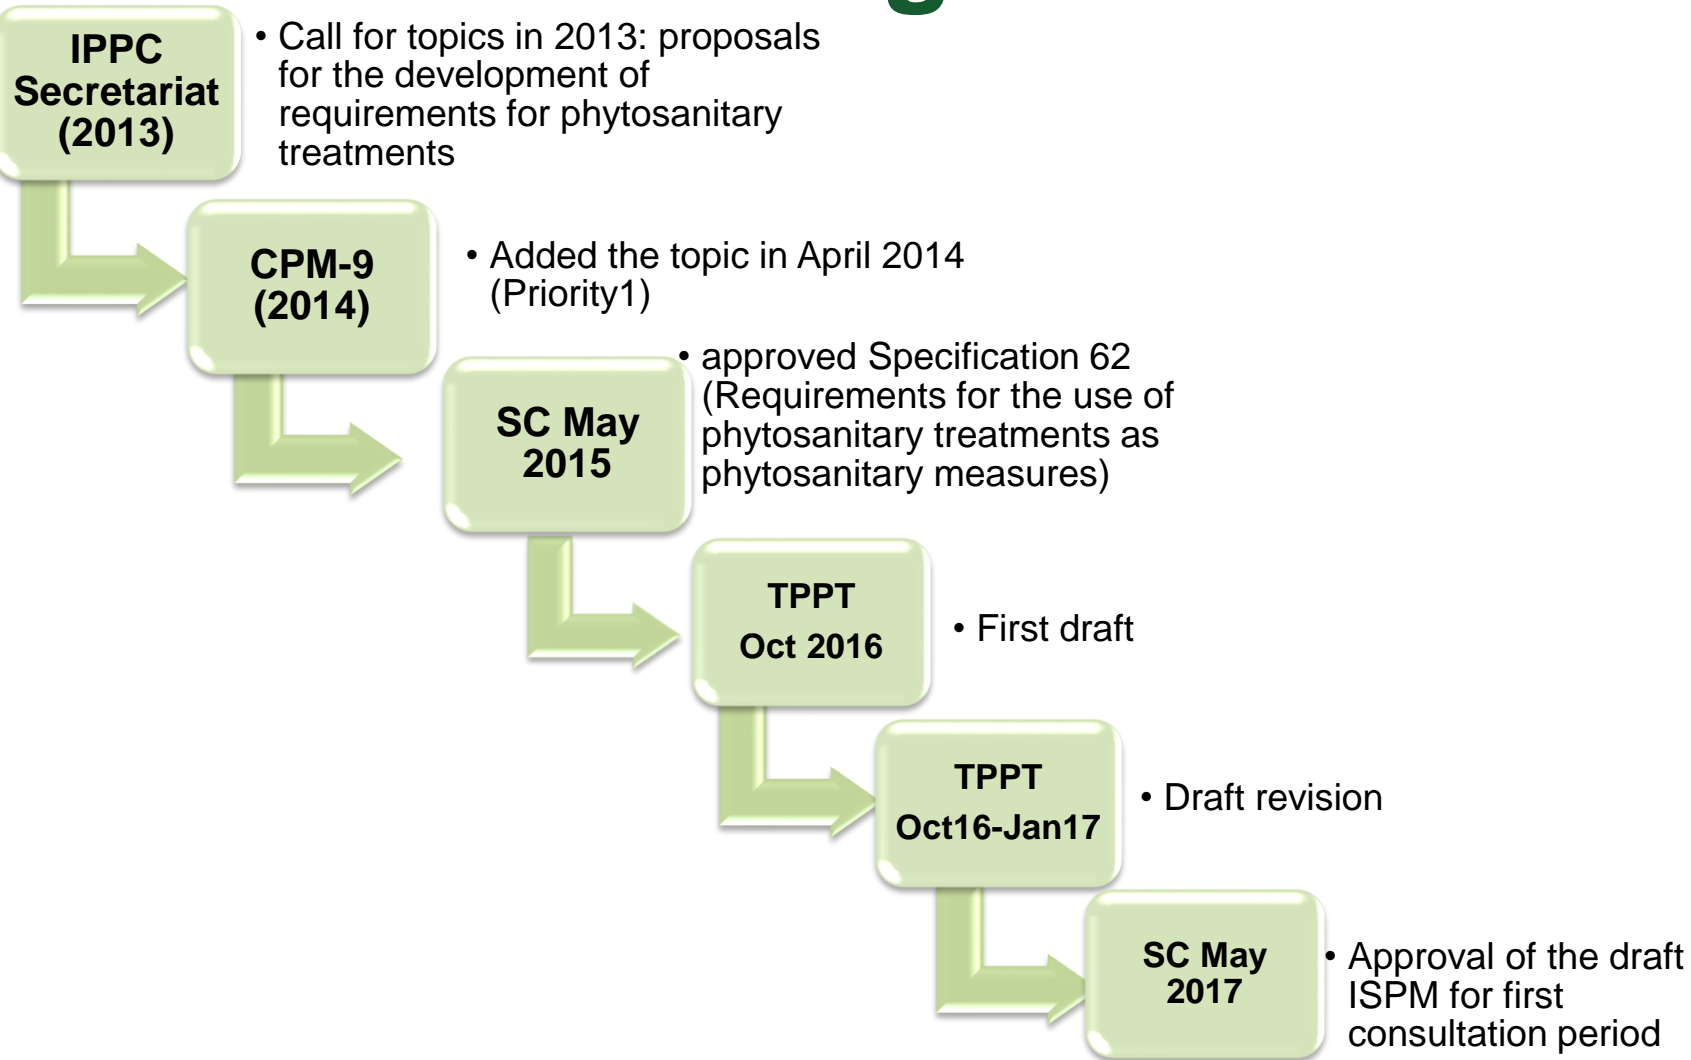 IPPC
Secretariat
(2013)
• Call for topics in 2013: proposals
for the development of
requirements for phytosanitary
treatments
CPM-9
(2014)
• Added the topic in April 2014
(Priority1)
SC May
2015
• approved Specification 62
(Requirements for the use of
phytosanitary treatments as
phytosanitary measures)
TPPT
Oct 2016
• First draft
TPPT
Oct16-Jan17
• Draft revision
SC May
2017
• Approval of the draft
ISPM for first
consultation period